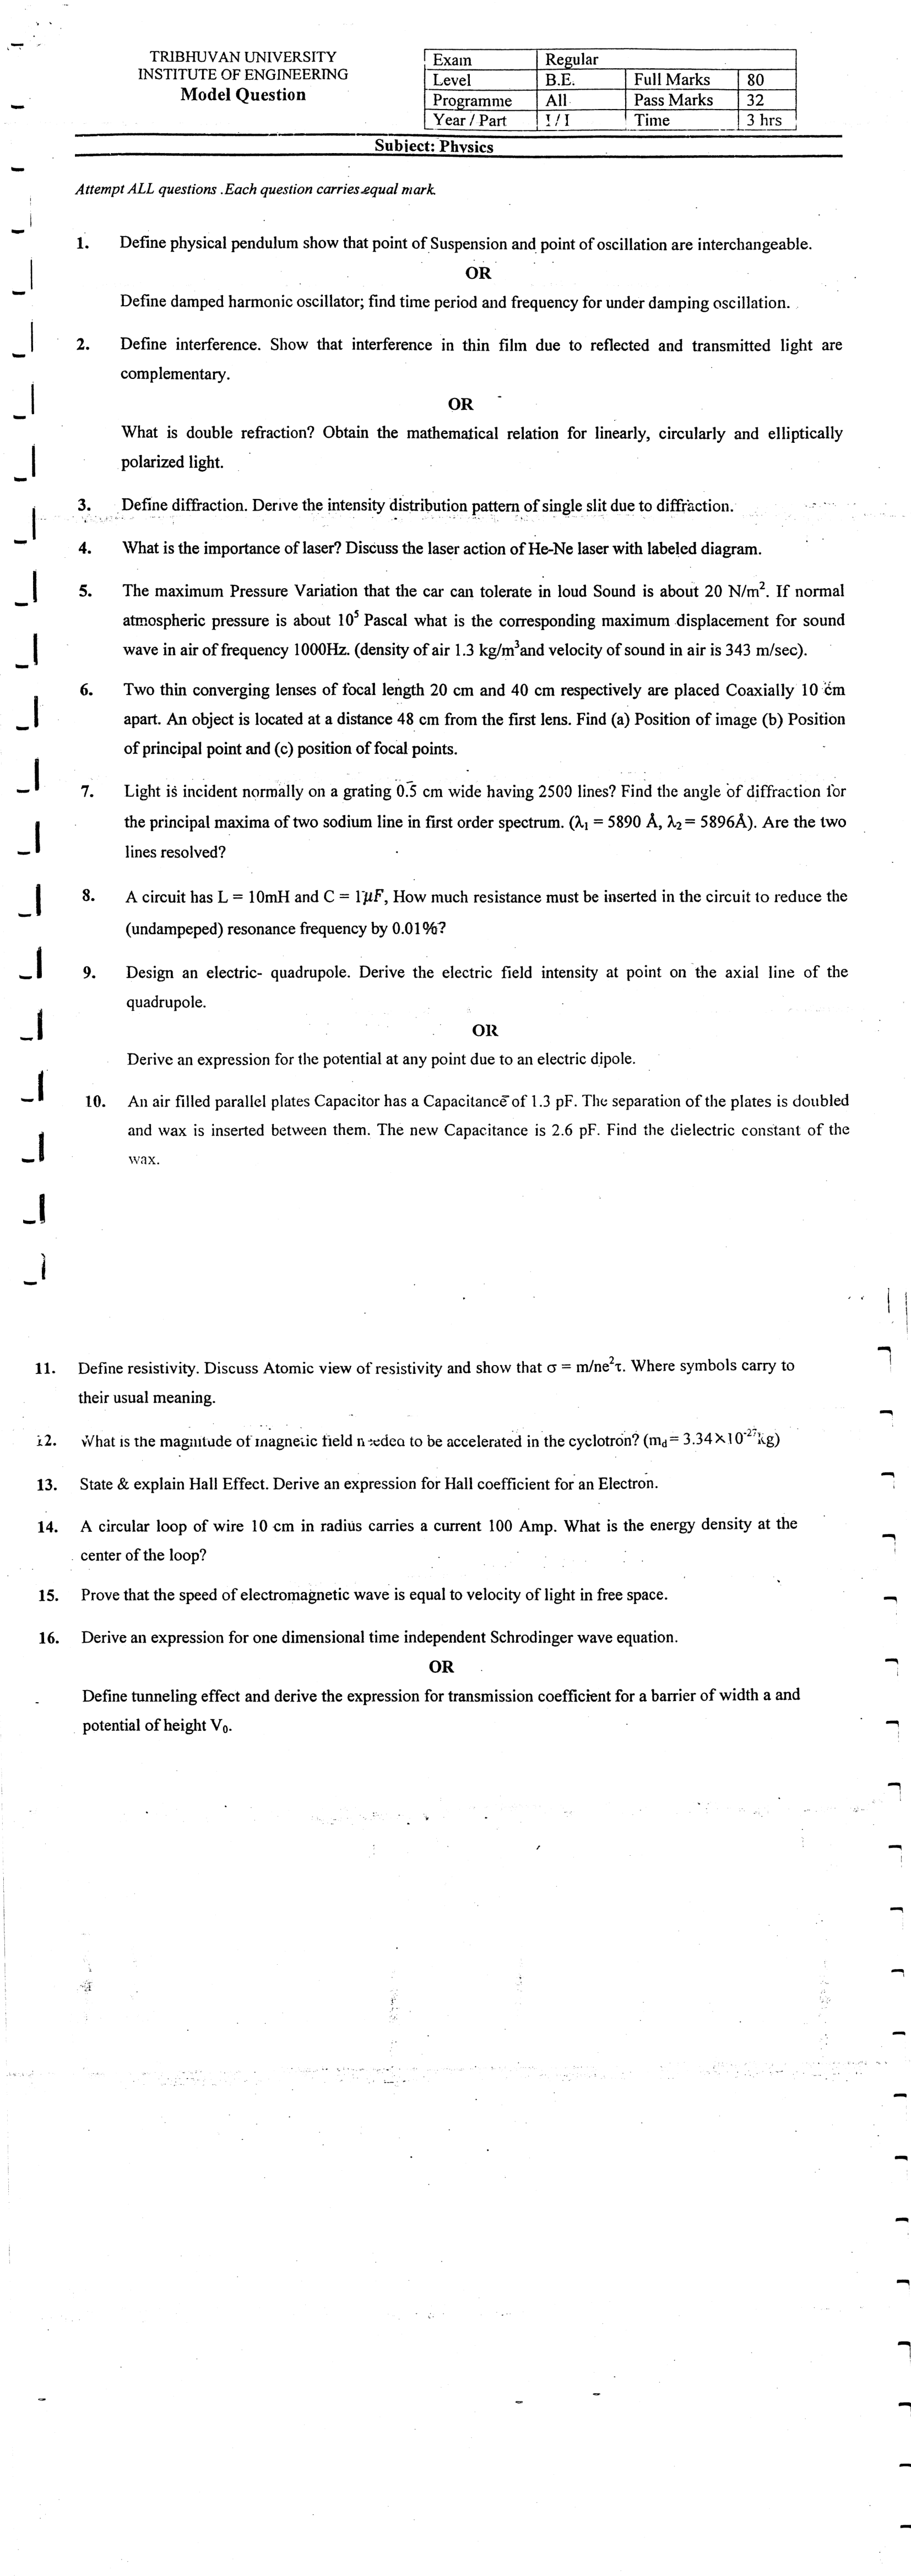 TRIBHUVAN UNIVERSITY
INSTITUTE OF ENGINEERING
Model Question
Exam Regular
Level B.E. Full Marks 80
Programme All Pass Marks 32
Year / Part I / I Time 3 hrs
Subject: Physics
Attempt ALL questions .Each question carries equal mark.
1. Define physical pendulum show that point of Suspension and point of oscillation are interchangeable.
OR
Define damped harmonic oscillator; find time period and frequency for under damping oscillation.
2. Define interference. Show that interference in thin film due to reflected and transmitted light are
complementary.
OR
What is double refraction? Obtain the mathematical relation for linearly, circularly and elliptically
polarized light.
3. Define diffraction. Derive the intensity distribution pattern of single slit due to diffraction.
4. What is the importance of laser? Discuss the laser action of He-Ne laser with labeled diagram.
5. The maximum Pressure Variation that the car can tolerate in loud Sound is about 20 N/m². If normal
atmospheric pressure is about 10⁵ Pascal what is the corresponding maximum displacement for sound
wave in air of frequency 1000Hz. (density of air 1.3 kg/m³and velocity of sound in air is 343 m/sec).
6. Two thin converging lenses of focal length 20 cm and 40 cm respectively are placed Coaxially 10 cm
apart. An object is located at a distance 48 cm from the first lens. Find (a) Position of image (b) Position
of principal point and (c) position of focal points.
7. Light is incident normally on a grating 0.5 cm wide having 2500 lines? Find the angle of diffraction for
the principal maxima of two sodium line in first order spectrum. (λ₁ = 5890 Å, λ₂ = 5896Å). Are the two
lines resolved?
8. A circuit has L = 10mH and C = 1μF, How much resistance must be inserted in the circuit to reduce the
(undampeped) resonance frequency by 0.01%?
9. Design an electric- quadrupole. Derive the electric field intensity at point on the axial line of the
quadrupole.
OR
Derive an expression for the potential at any point due to an electric dipole.
10. An air filled parallel plates Capacitor has a Capacitance of 1.3 pF. The separation of the plates is doubled
and wax is inserted between them. The new Capacitance is 2.6 pF. Find the dielectric constant of the
wax.
11. Define resistivity. Discuss Atomic view of resistivity and show that σ = m/ne²τ. Where symbols carry to
their usual meaning.
12. What is the magnitude of magnetic field needed to be accelerated in the cyclotron? (m<sub>d</sub> = 3.34×10⁻²⁷kg)
13. State & explain Hall Effect. Derive an expression for Hall coefficient for an Electron.
14. A circular loop of wire 10 cm in radius carries a current 100 Amp. What is the energy density at the
center of the loop?
15. Prove that the speed of electromagnetic wave is equal to velocity of light in free space.
16. Derive an expression for one dimensional time independent Schrodinger wave equation.
OR
Define tunneling effect and derive the expression for transmission coefficient for a barrier of width a and
potential of height V₀.